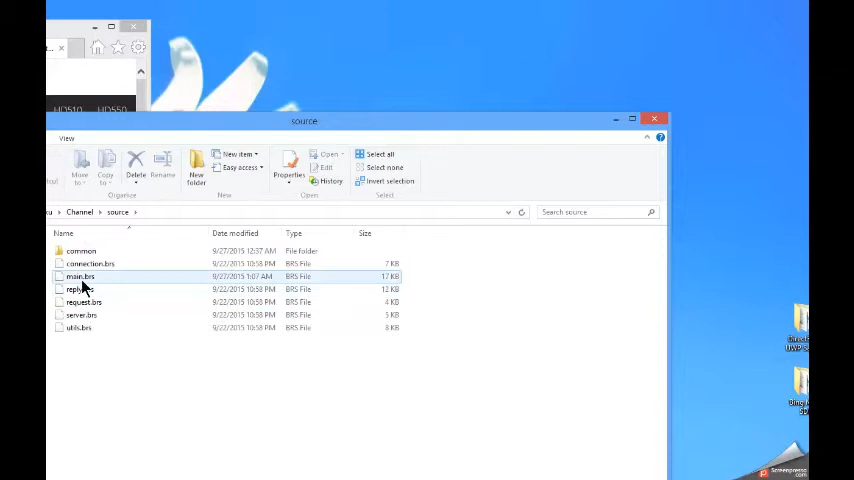 HD510 HD550
source
View
Move to
Copy to
Delete
Rename
New folder
New item
Easy access
Properties
Open
Edit
History
Select all
Select none
Invert selection
Organize
New
Open
Select
ku Channel source
Search source
Name Date modified Type Size
common 9/27/2015 12:37 AM File folder
connection.brs 9/22/2015 10:58 PM BRS File 7 KB
main.brs 9/27/2015 1:07 AM BRS File 17 KB
9/22/2015 10:58 PM BRS File 12 KB
request.brs 9/22/2015 10:58 PM BRS File 4 KB
server.brs 9/22/2015 10:58 PM BRS File 5 KB
utils.brs 9/22/2015 10:58 PM BRS File 8 KB
Screenpresso
.com